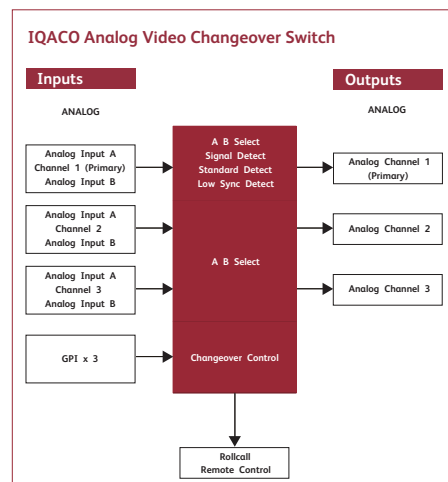 IQACO Analog Video Changeover Switch
Inputs
Outputs
ANALOG
ANALOG
Analog Input A
Channel 1 (Primary)
Analog Input B
A B Select
Signal Detect
Standard Detect
Low Sync Detect
Analog Channel 1
(Primary)
Analog Input A
Channel 2
Analog Input B
Analog Channel 2
A B Select
Analog Input A
Channel 3
Analog Input B
Analog Channel 3
GPI x 3
Changeover Control
Rollcall
Remote Control